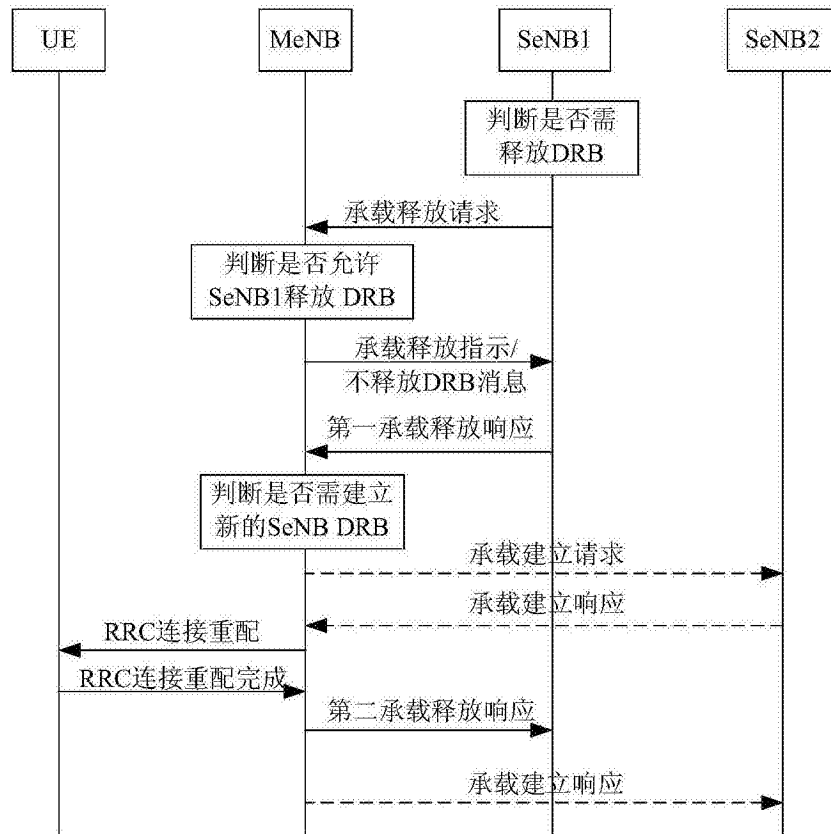 UE
MeNB
SeNB1
SeNB2
判断是否需
释放DRB
承载释放请求
判断是否允许
SeNB1释放 DRB
承载释放指示/
不释放DRB消息
第一承载释放响应
判断是否需建立
新的SeNB DRB
承载建立请求
承载建立响应
RRC连接重配
RRC连接重配完成
第二承载释放响应
承载建立响应